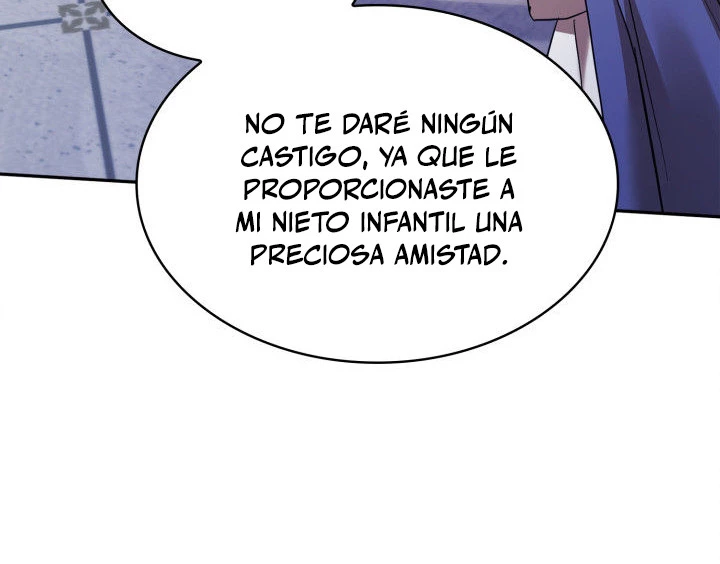 NO TE DARÉ NINGÚN
CASTIGO, YA QUE LE
PROPORCIONASTE A
MI NIETO INFANTIL UNA
PRECIOSA AMISTAD.